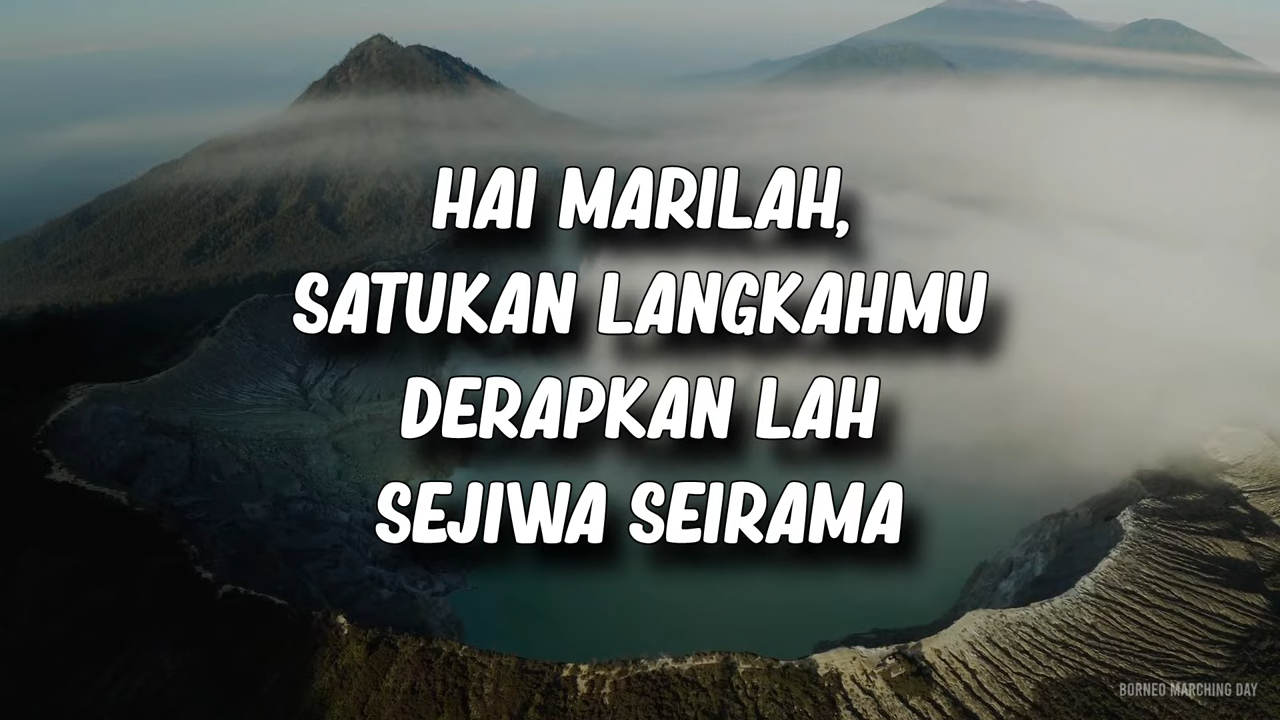 HAI MARILAH,
SATUKAN LANGKAHMU
DERAPKAN LAH
SEJIWA SEIRAMA
BORNEO MARCHING DAY